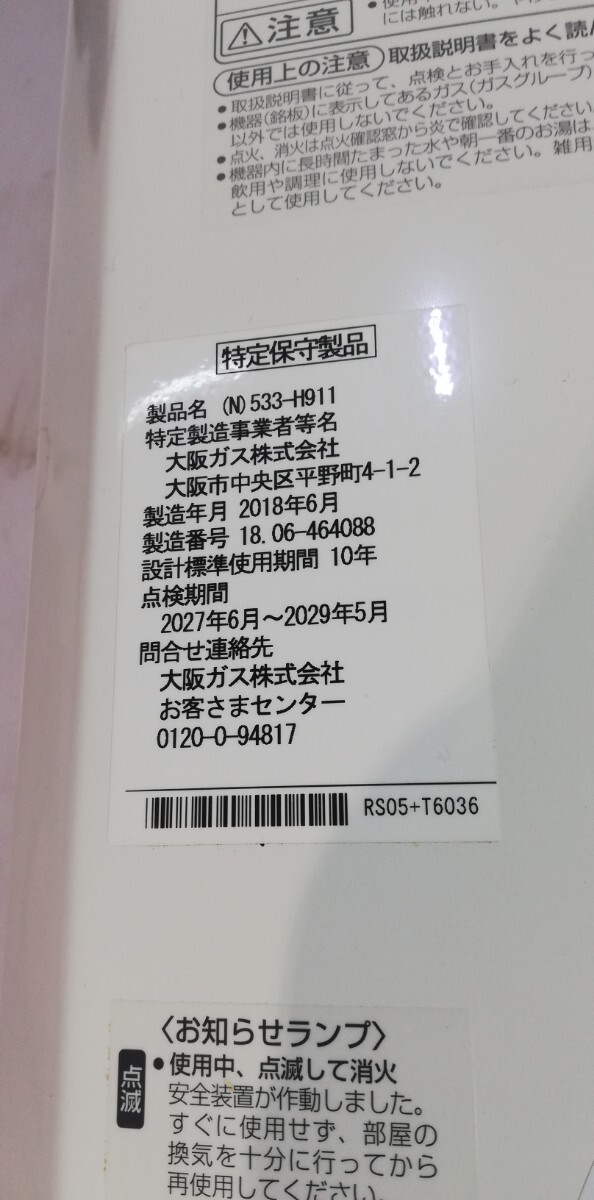 ⚠注意
には触れない。
使用上の注意 取扱説明書をよく読
●取扱説明書に従って、点検とお手入れを行っ
●機器(銘板)に表示してあるガス(ガスグループ)
以外では使用しないでください。
●点火、消火は点火確認窓から炎で確認してください。
●機器内に長時間たまった水や朝一番のお湯は、
飲用や調理に使用しないでください。雑用
として使用してください。
特定保守製品
製品名 (N)533-H911
特定製造事業者等名
大阪ガス株式会社
大阪市中央区平野町4-1-2
製造年月 2018年6月
製造番号 18.06-464088
設計標準使用期間 10年
点検期間
2027年6月〜2029年5月
問合せ連絡先
大阪ガス株式会社
お客さまセンター
0120-0-94817
RS05+T6036
〈お知らせランプ〉
点滅
●使用中、点滅して消火
安全装置が作動しました。
すぐに使用せず、部屋の
換気を十分に行ってから
再使用してください。